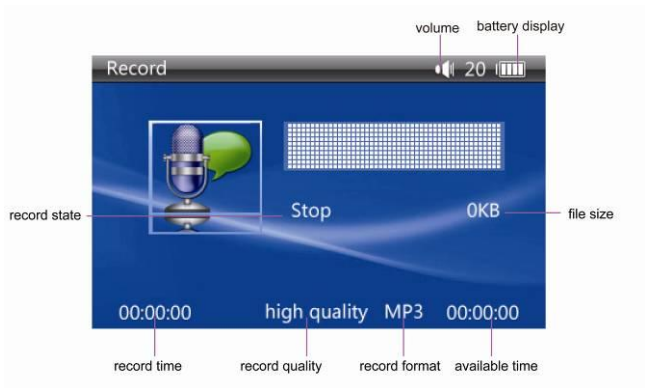 volume battery display
Record 20
record state Stop 0KB file size
00:00:00 high quality MP3 00:00:00
record time record quality record format available time